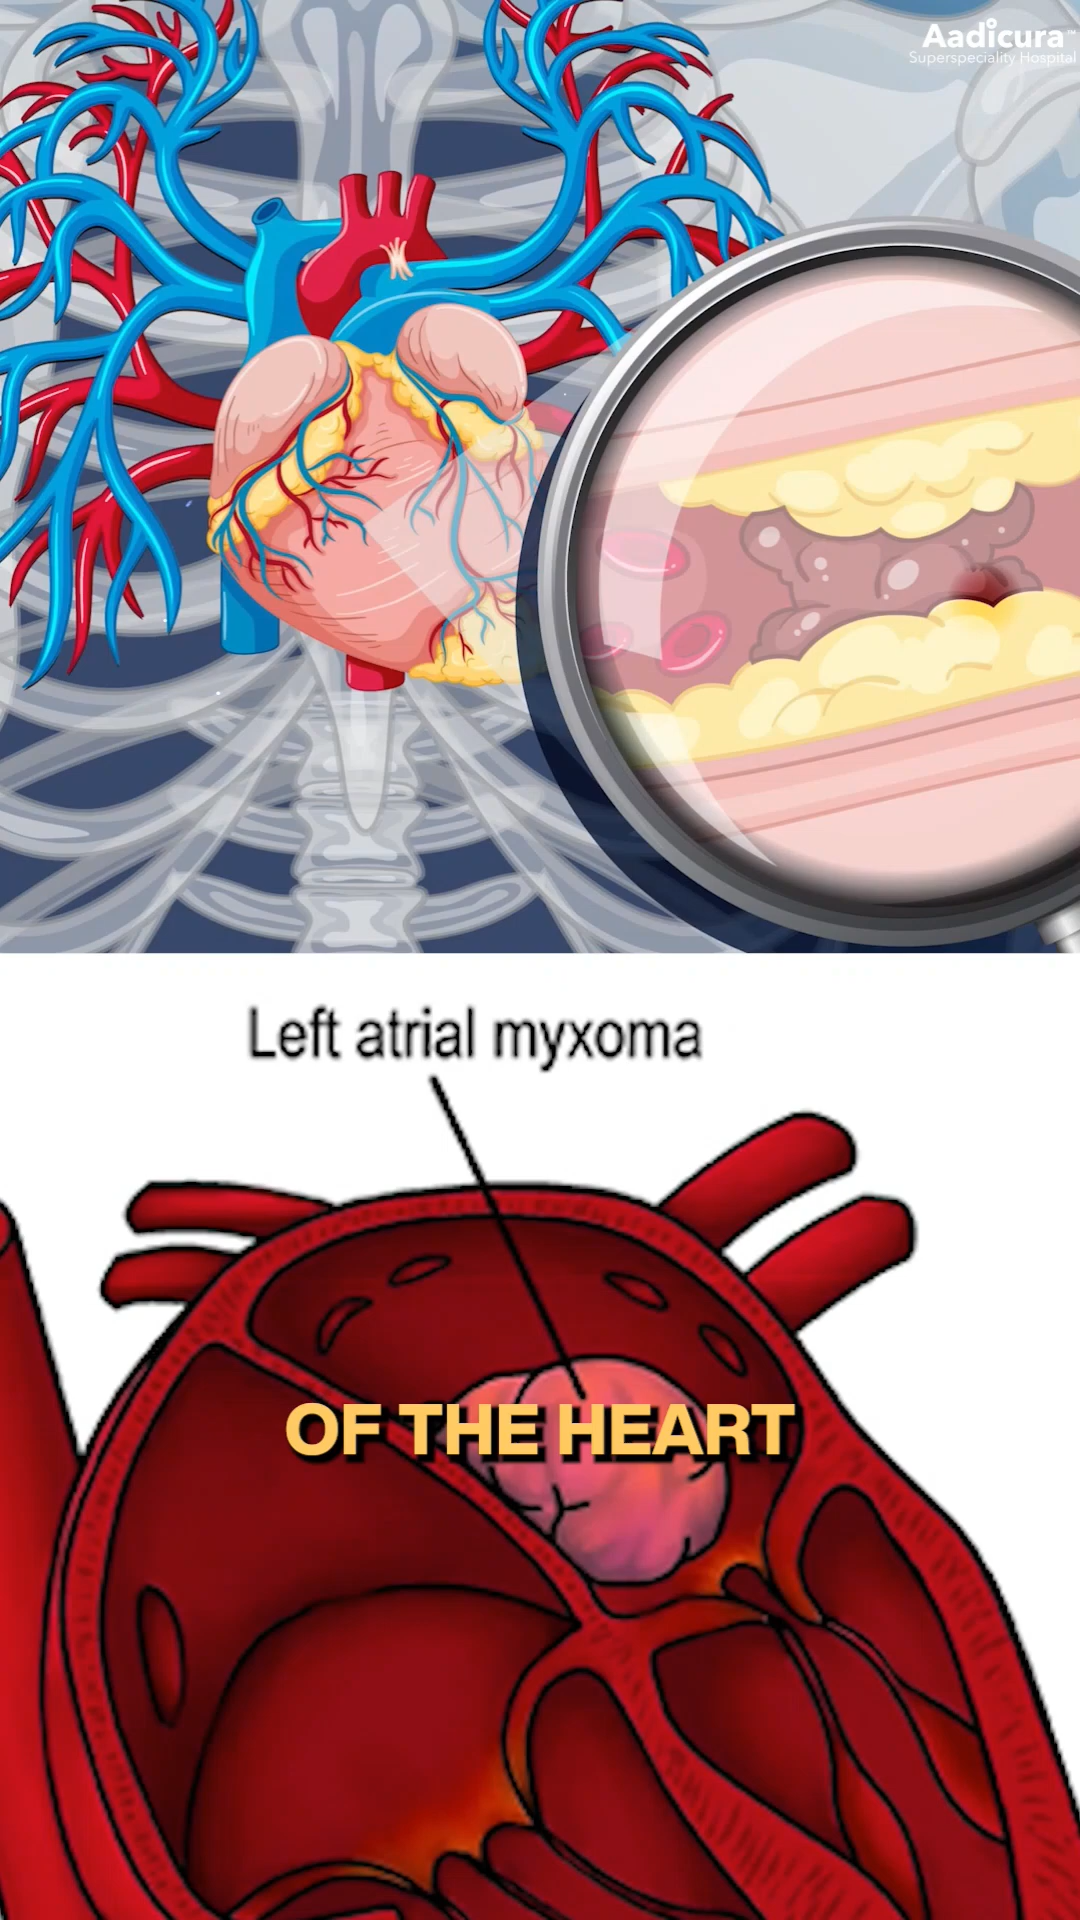 Aadicura™
Superspeciality Hospital
Left atrial myxoma
OF THE HEART